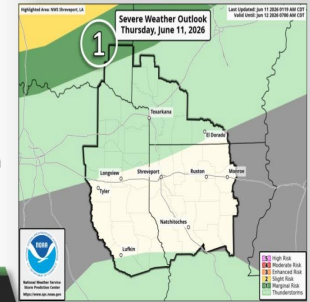 Highlighted Area: NWS Shreveport, LA
Severe Weather Outlook
Thursday, June 11, 2026
Last Updated: Jun 11 2026 0119 AM CDT
Valid Until: Jun 12 2026 0700 AM CDT
1
Texarkana
El Dorado
Longview
Shreveport
Ruston
Monroe
Tyler
Natchitoches
Lufkin
NOAA
National Weather Service
Storm Prediction Center
https://www.spc.noaa.gov
5 High Risk
4 Moderate Risk
3 Enhanced Risk
2 Slight Risk
1 Marginal Risk
Thunderstorms